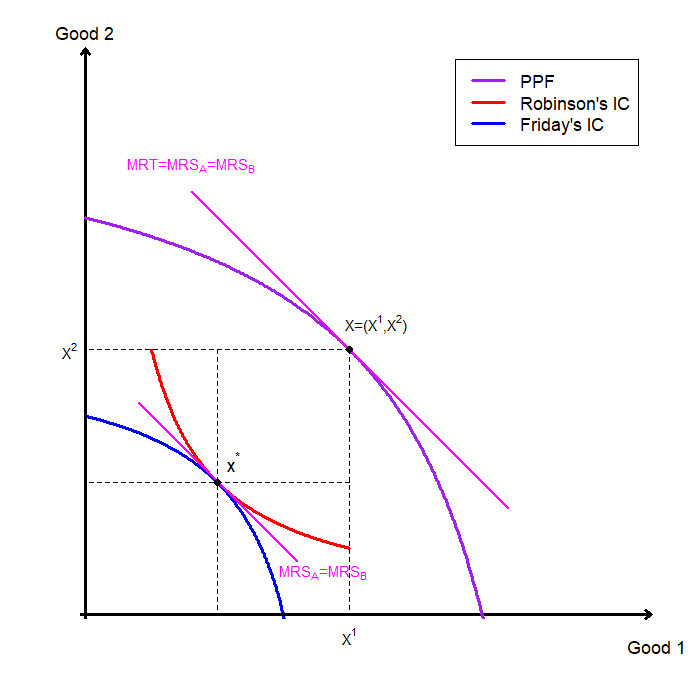 Good 2
PPF
Robinson's IC
Friday's IC
MRT=MRS_A=MRS_B
X=(X^1,X^2)
X^2
x^*
MRS_A=MRS_B
X^1
Good 1